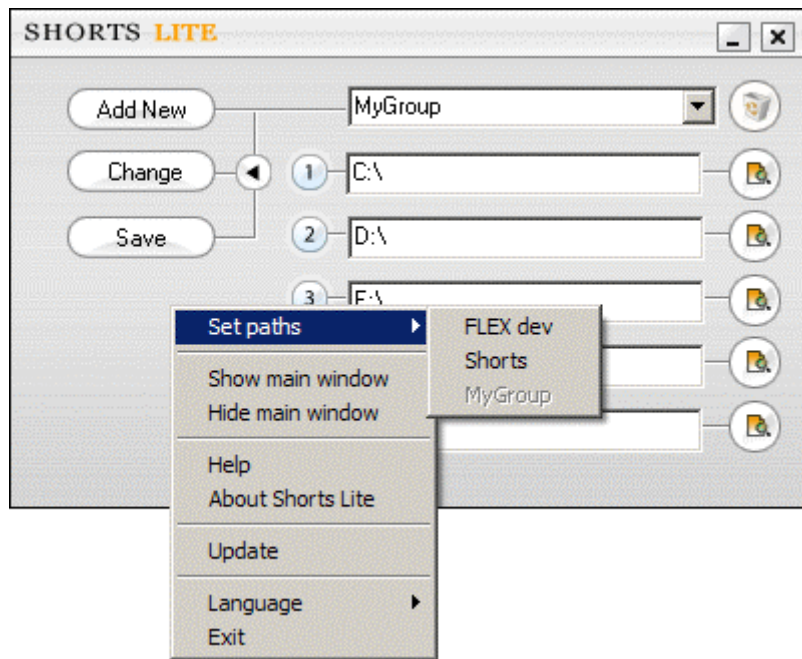 SHORTS LITE
Add New
MyGroup
Change
1
C:\
Save
2
D:\
3
Set paths
FLEX dev
Shorts
MyGroup
Show main window
Hide main window
Help
About Shorts Lite
Update
Language
Exit